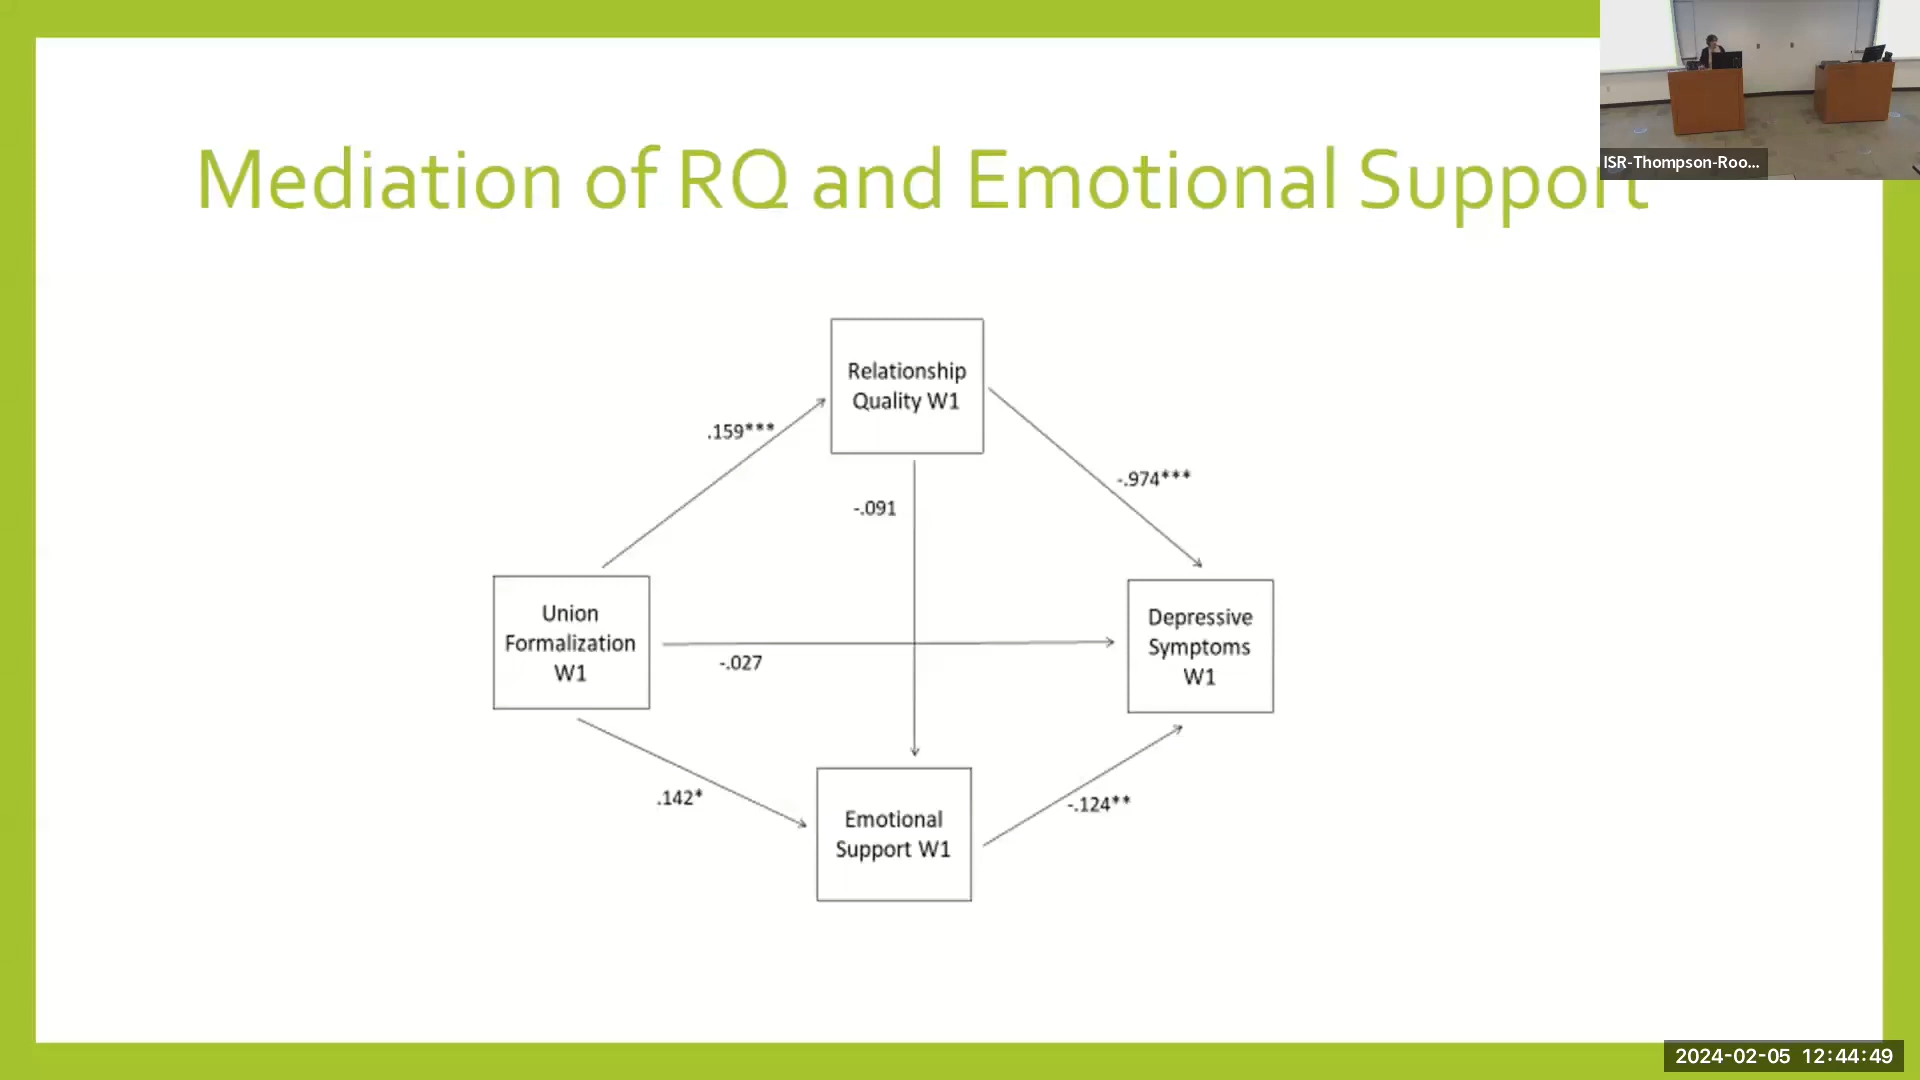 Mediation of RQ and Emotional Support
ISR-Thompson-Roo...
Relationship
Quality W1
.159***
-.974***
-.091
Union
Formalization
W1
Depressive
Symptoms
W1
-.027
.142*
-.124**
Emotional
Support W1
2024-02-05 12:44:49